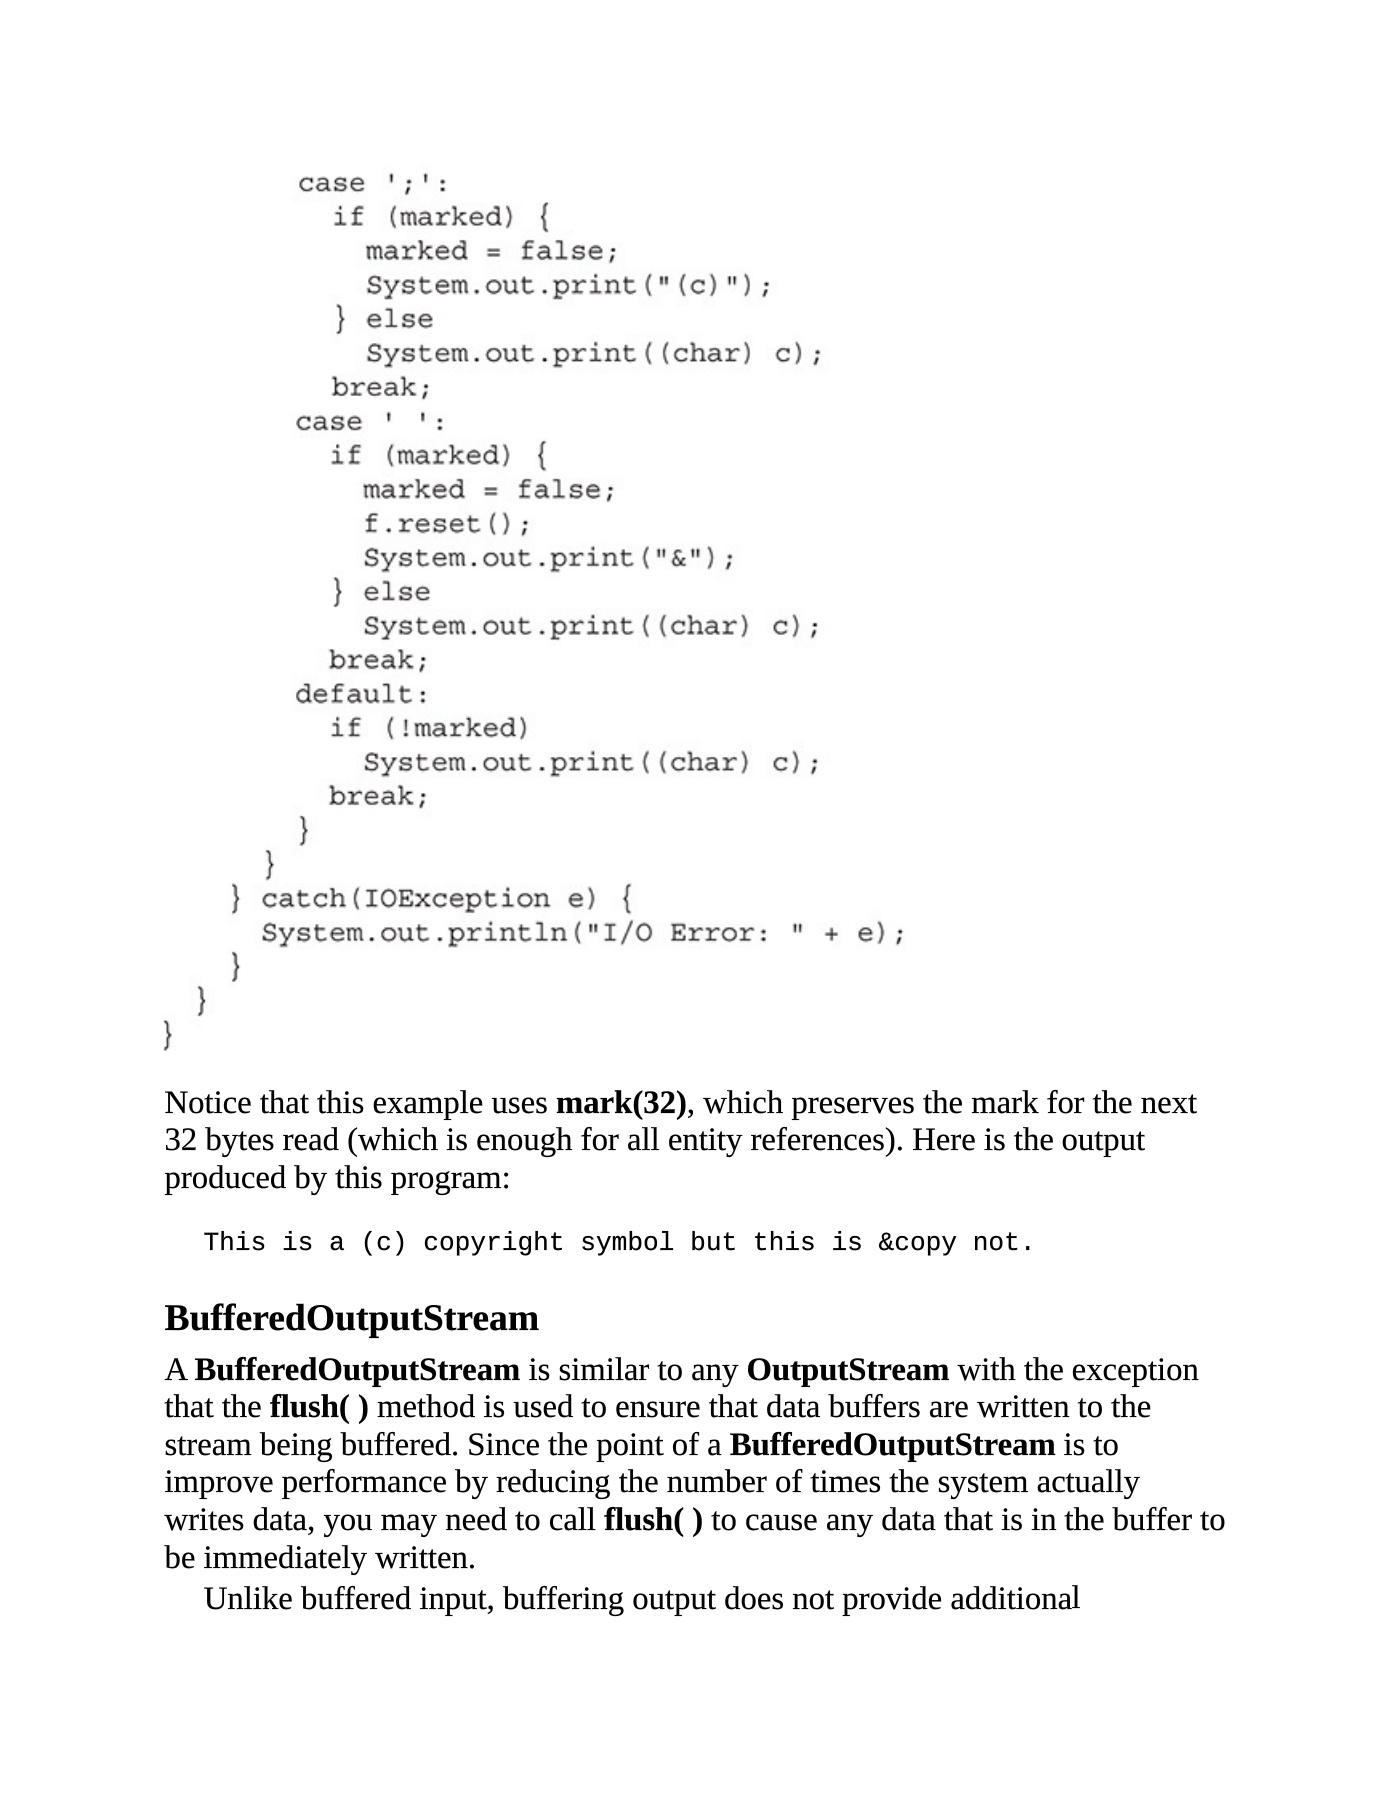 case ';':
  if (marked) {
    marked = false;
    System.out.print("(c)");
  } else
    System.out.print((char) c);
  break;
case ' ':
  if (marked) {
    marked = false;
    f.reset();
    System.out.print("&");
  } else
    System.out.print((char) c);
  break;
default:
  if (!marked)
    System.out.print((char) c);
  break;
}
}
} catch(IOException e) {
System.out.println("I/O Error: " + e);
}
}
}
Notice that this example uses mark(32), which preserves the mark for the next
32 bytes read (which is enough for all entity references). Here is the output
produced by this program:
This is a (c) copyright symbol but this is &copy not.
BufferedOutputStream
A BufferedOutputStream is similar to any OutputStream with the exception
that the flush( ) method is used to ensure that data buffers are written to the
stream being buffered. Since the point of a BufferedOutputStream is to
improve performance by reducing the number of times the system actually
writes data, you may need to call flush( ) to cause any data that is in the buffer to
be immediately written.
Unlike buffered input, buffering output does not provide additional